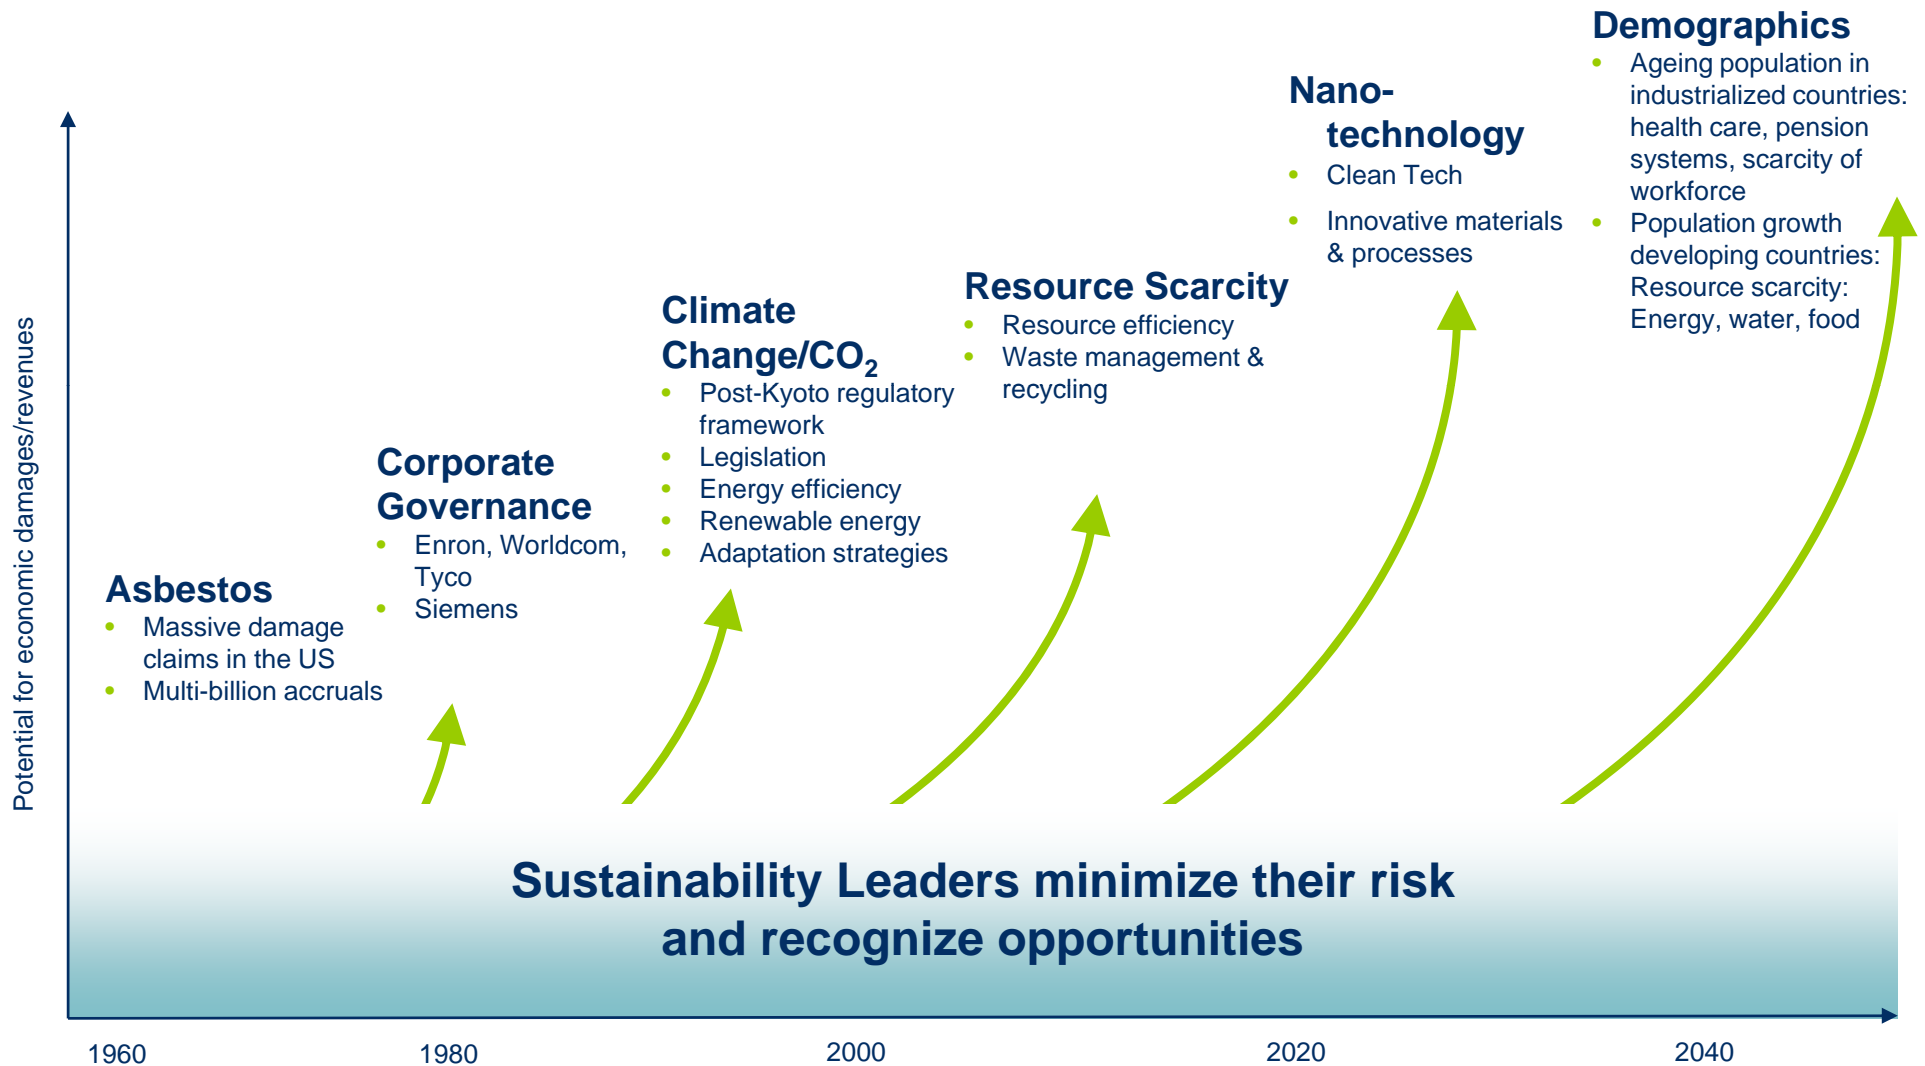 Potential for economic damages/revenues
Asbestos
• Massive damage
claims in the US
• Multi-billion accruals
Corporate
Governance
• Enron, Worldcom,
Tyco
• Siemens
Climate
Change/CO₂
• Post-Kyoto regulatory
framework
• Legislation
• Energy efficiency
• Renewable energy
• Adaptation strategies
Resource Scarcity
• Resource efficiency
• Waste management &
recycling
Nano-
technology
• Clean Tech
• Innovative materials
& processes
Demographics
• Ageing population in
industrialized countries:
health care, pension
systems, scarcity of
workforce
• Population growth
developing countries:
Resource scarcity:
Energy, water, food
Sustainability Leaders minimize their risk
and recognize opportunities
1960
1980
2000
2020
2040